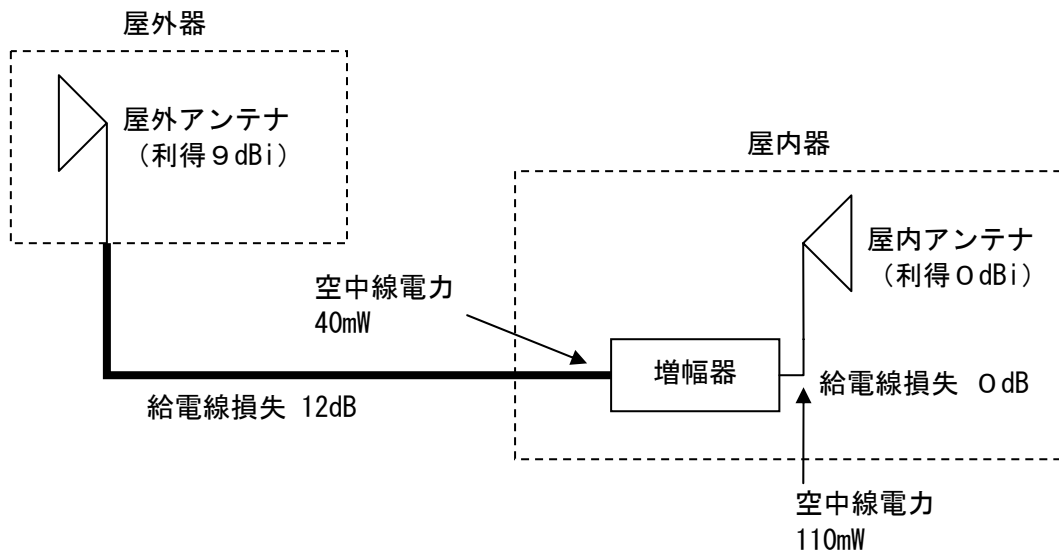 屋外器
屋外アンテナ
（利得９dBi）
屋内器
屋内アンテナ
（利得０dBi）
空中線電力
40mW
増幅器
給電線損失 ０dB
給電線損失 12dB
空中線電力
110mW